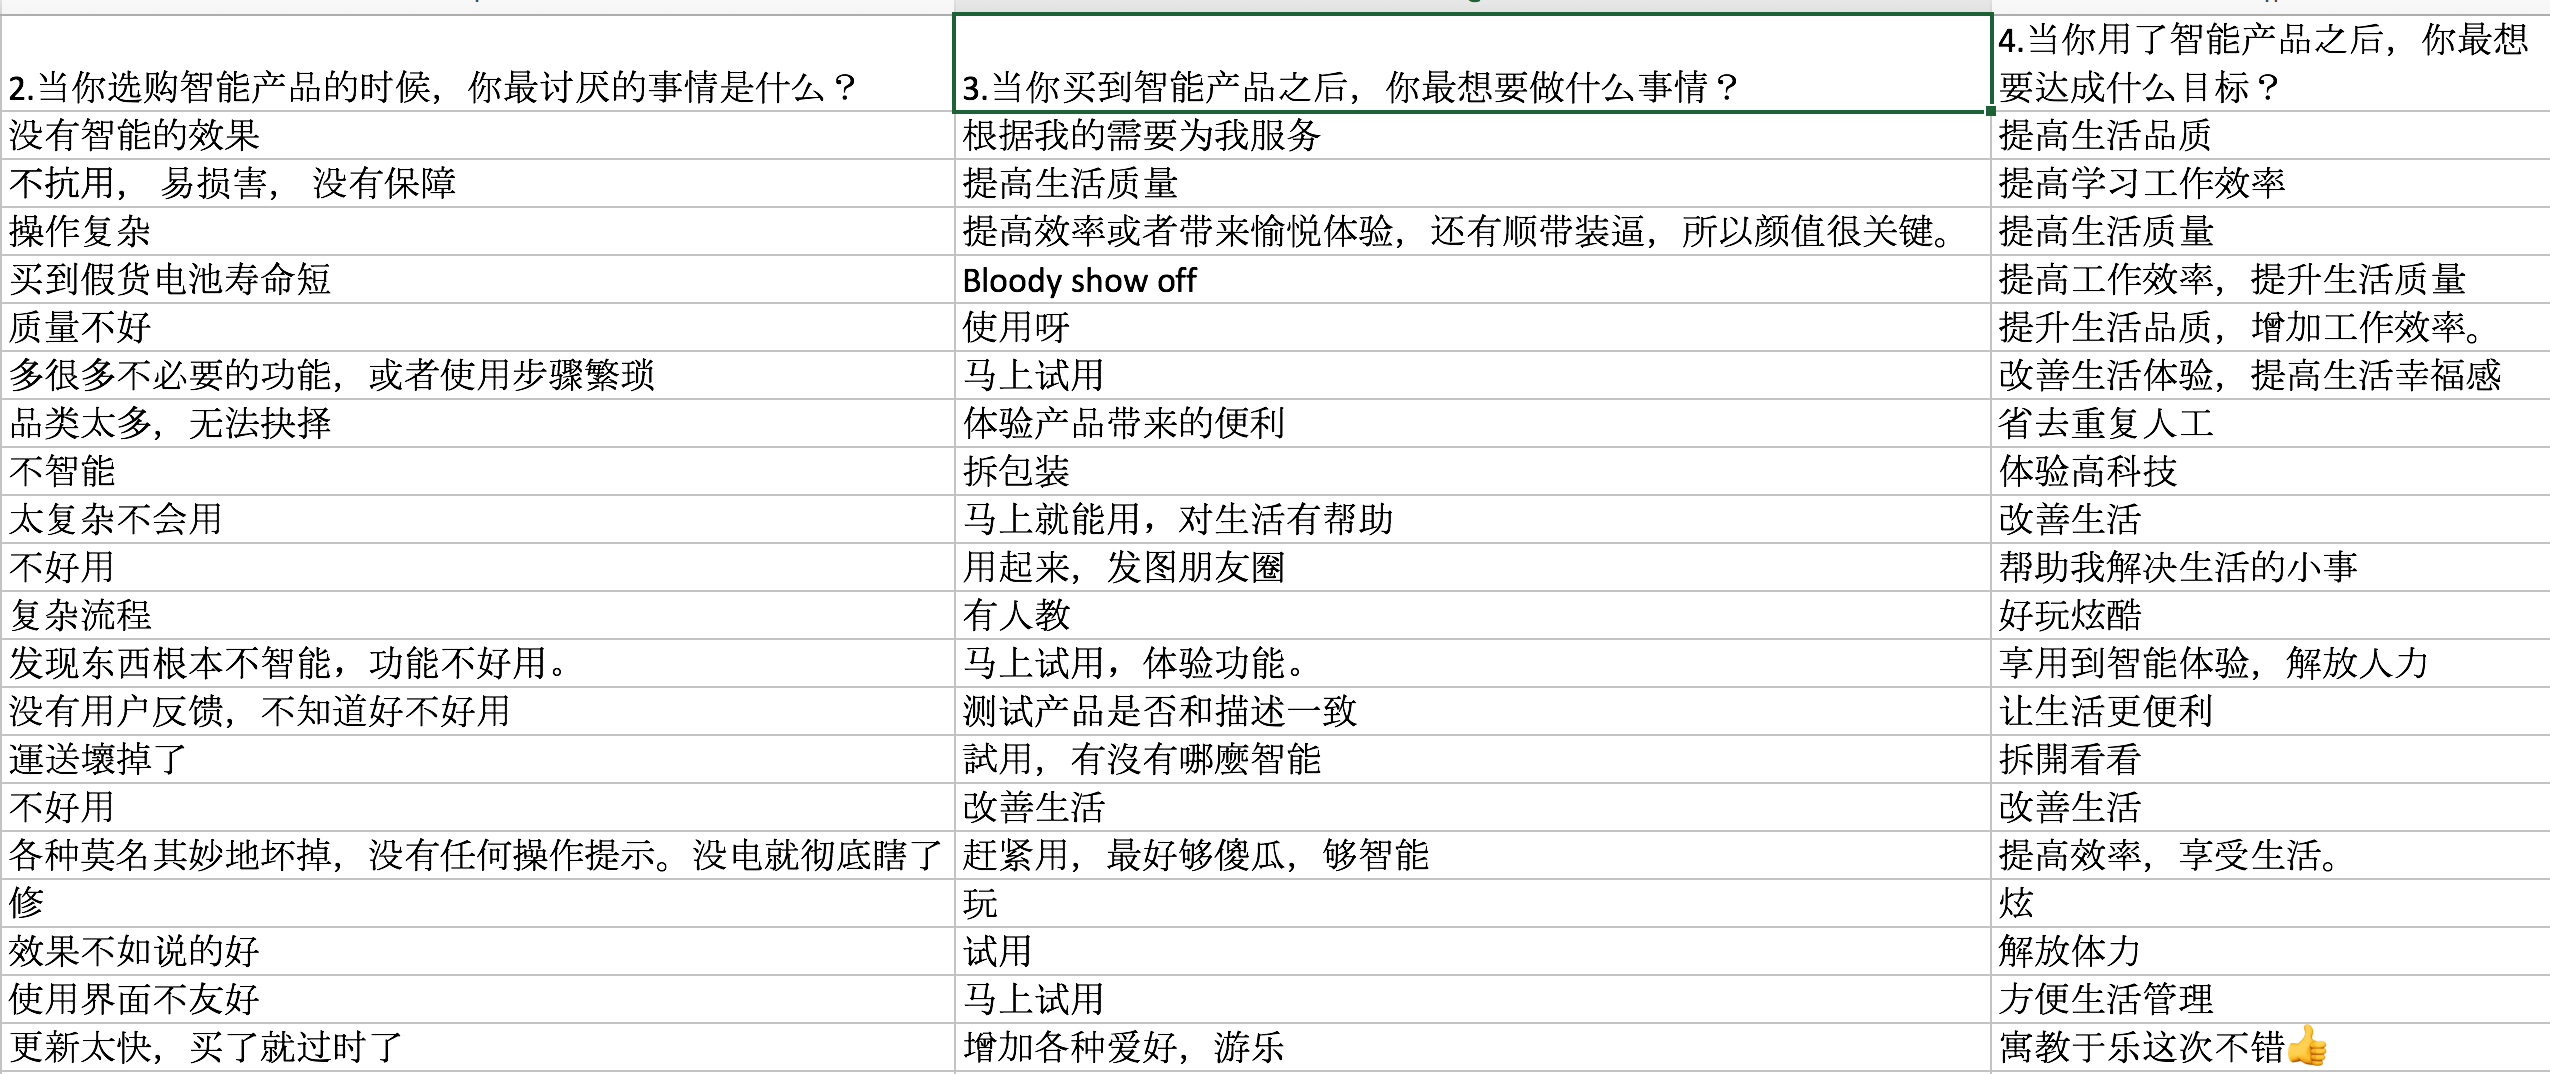 2.当你选购智能产品的时候，你最讨厌的事情是什么？	3.当你买到智能产品之后，你最想要做什么事情？	4.当你用了智能产品之后，你最想
要达成什么目标？
没有智能的效果	根据我的需要为我服务	提高生活品质
不抗用， 易损害， 没有保障	提高生活质量	提高学习工作效率
操作复杂	提高效率或者带来愉悦体验，还有顺带装逼，所以颜值很关键。	提高生活质量
买到假货电池寿命短	Bloody show off	提高工作效率，提升生活质量
质量不好	使用呀	提升生活品质，增加工作效率。
多很多不必要的功能，或者使用步骤繁琐	马上试用	改善生活体验，提高生活幸福感
品类太多，无法抉择	体验产品带来的便利	省去重复人工
不智能	拆包装	体验高科技
太复杂不会用	马上就能用，对生活有帮助	改善生活
不好用	用起来，发图朋友圈	帮助我解决生活的小事
复杂流程	有人教	好玩炫酷
发现东西根本不智能，功能不好用。	马上试用，体验功能。	享用到智能体验，解放人力
没有用户反馈，不知道好不好用	测试产品是否和描述一致	让生活更便利
運送壞掉了	試用，有沒有哪麼智能	拆開看看
不好用	改善生活	改善生活
各种莫名其妙地坏掉，没有任何操作提示。没电就彻底瞎了	赶紧用，最好够傻瓜，够智能	提高效率，享受生活。
修	玩	炫
效果不如说的好	试用	解放体力
使用界面不友好	马上试用	方便生活管理
更新太快，买了就过时了	增加各种爱好，游乐	寓教于乐这次不错👍